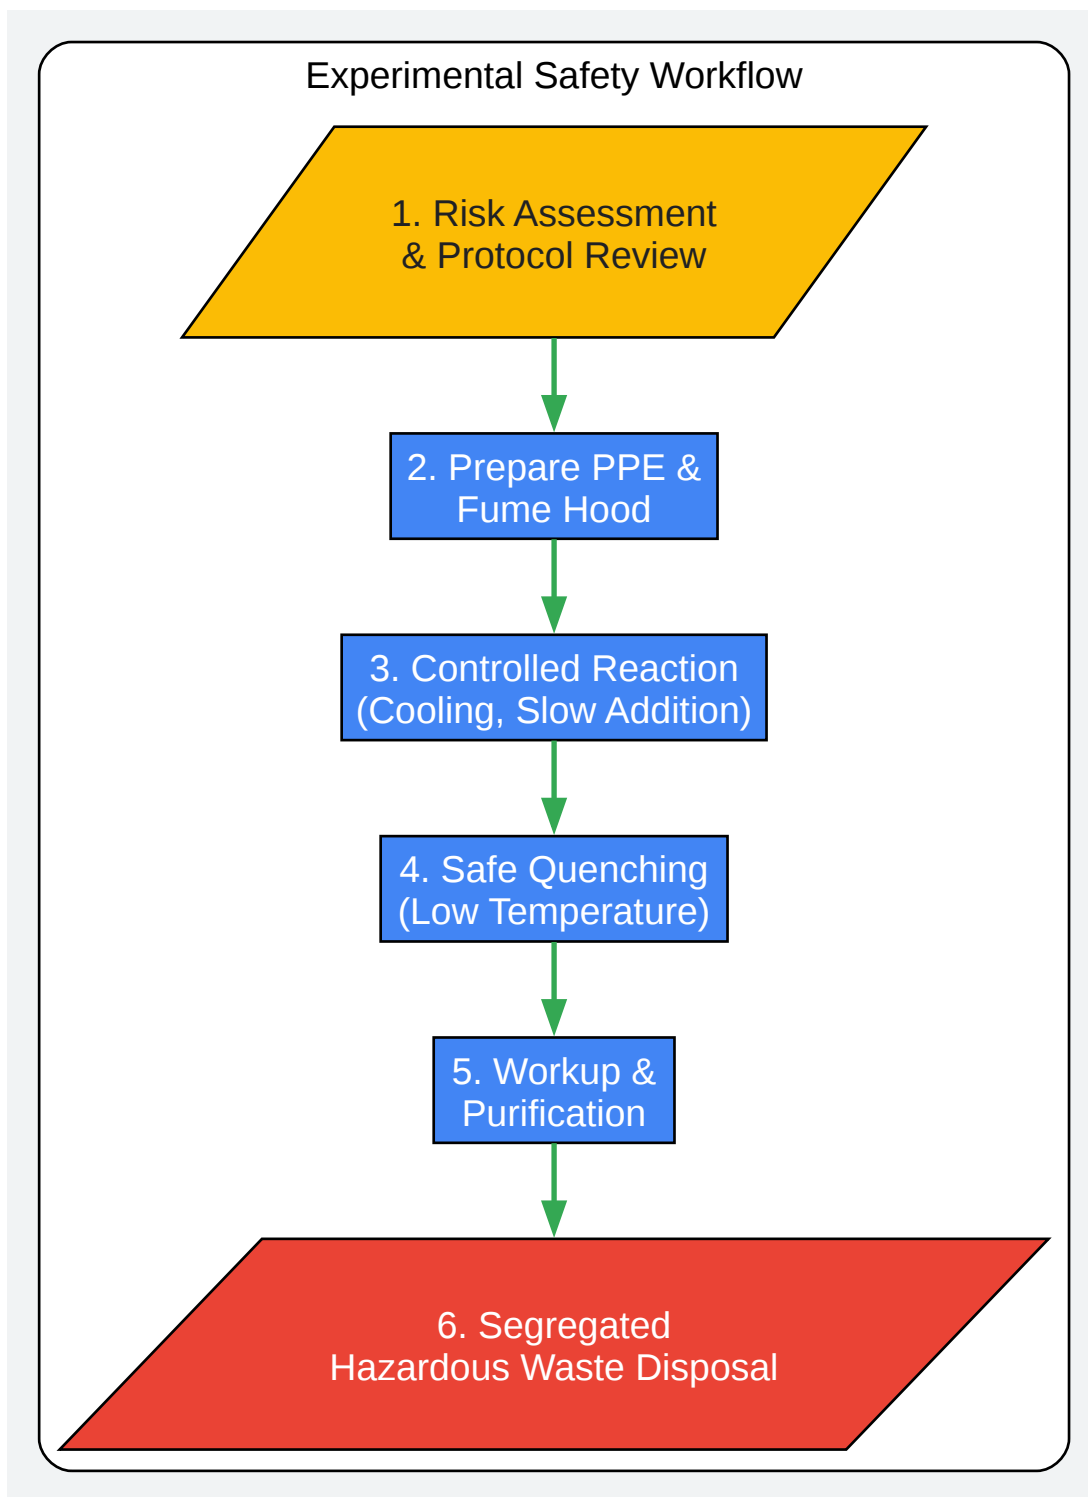 Experimental Safety Workflow
1. Risk Assessment
& Protocol Review
2. Prepare PPE &
Fume Hood
3. Controlled Reaction
(Cooling, Slow Addition)
4. Safe Quenching
(Low Temperature)
5. Workup &
Purification
6. Segregated
Hazardous Waste Disposal